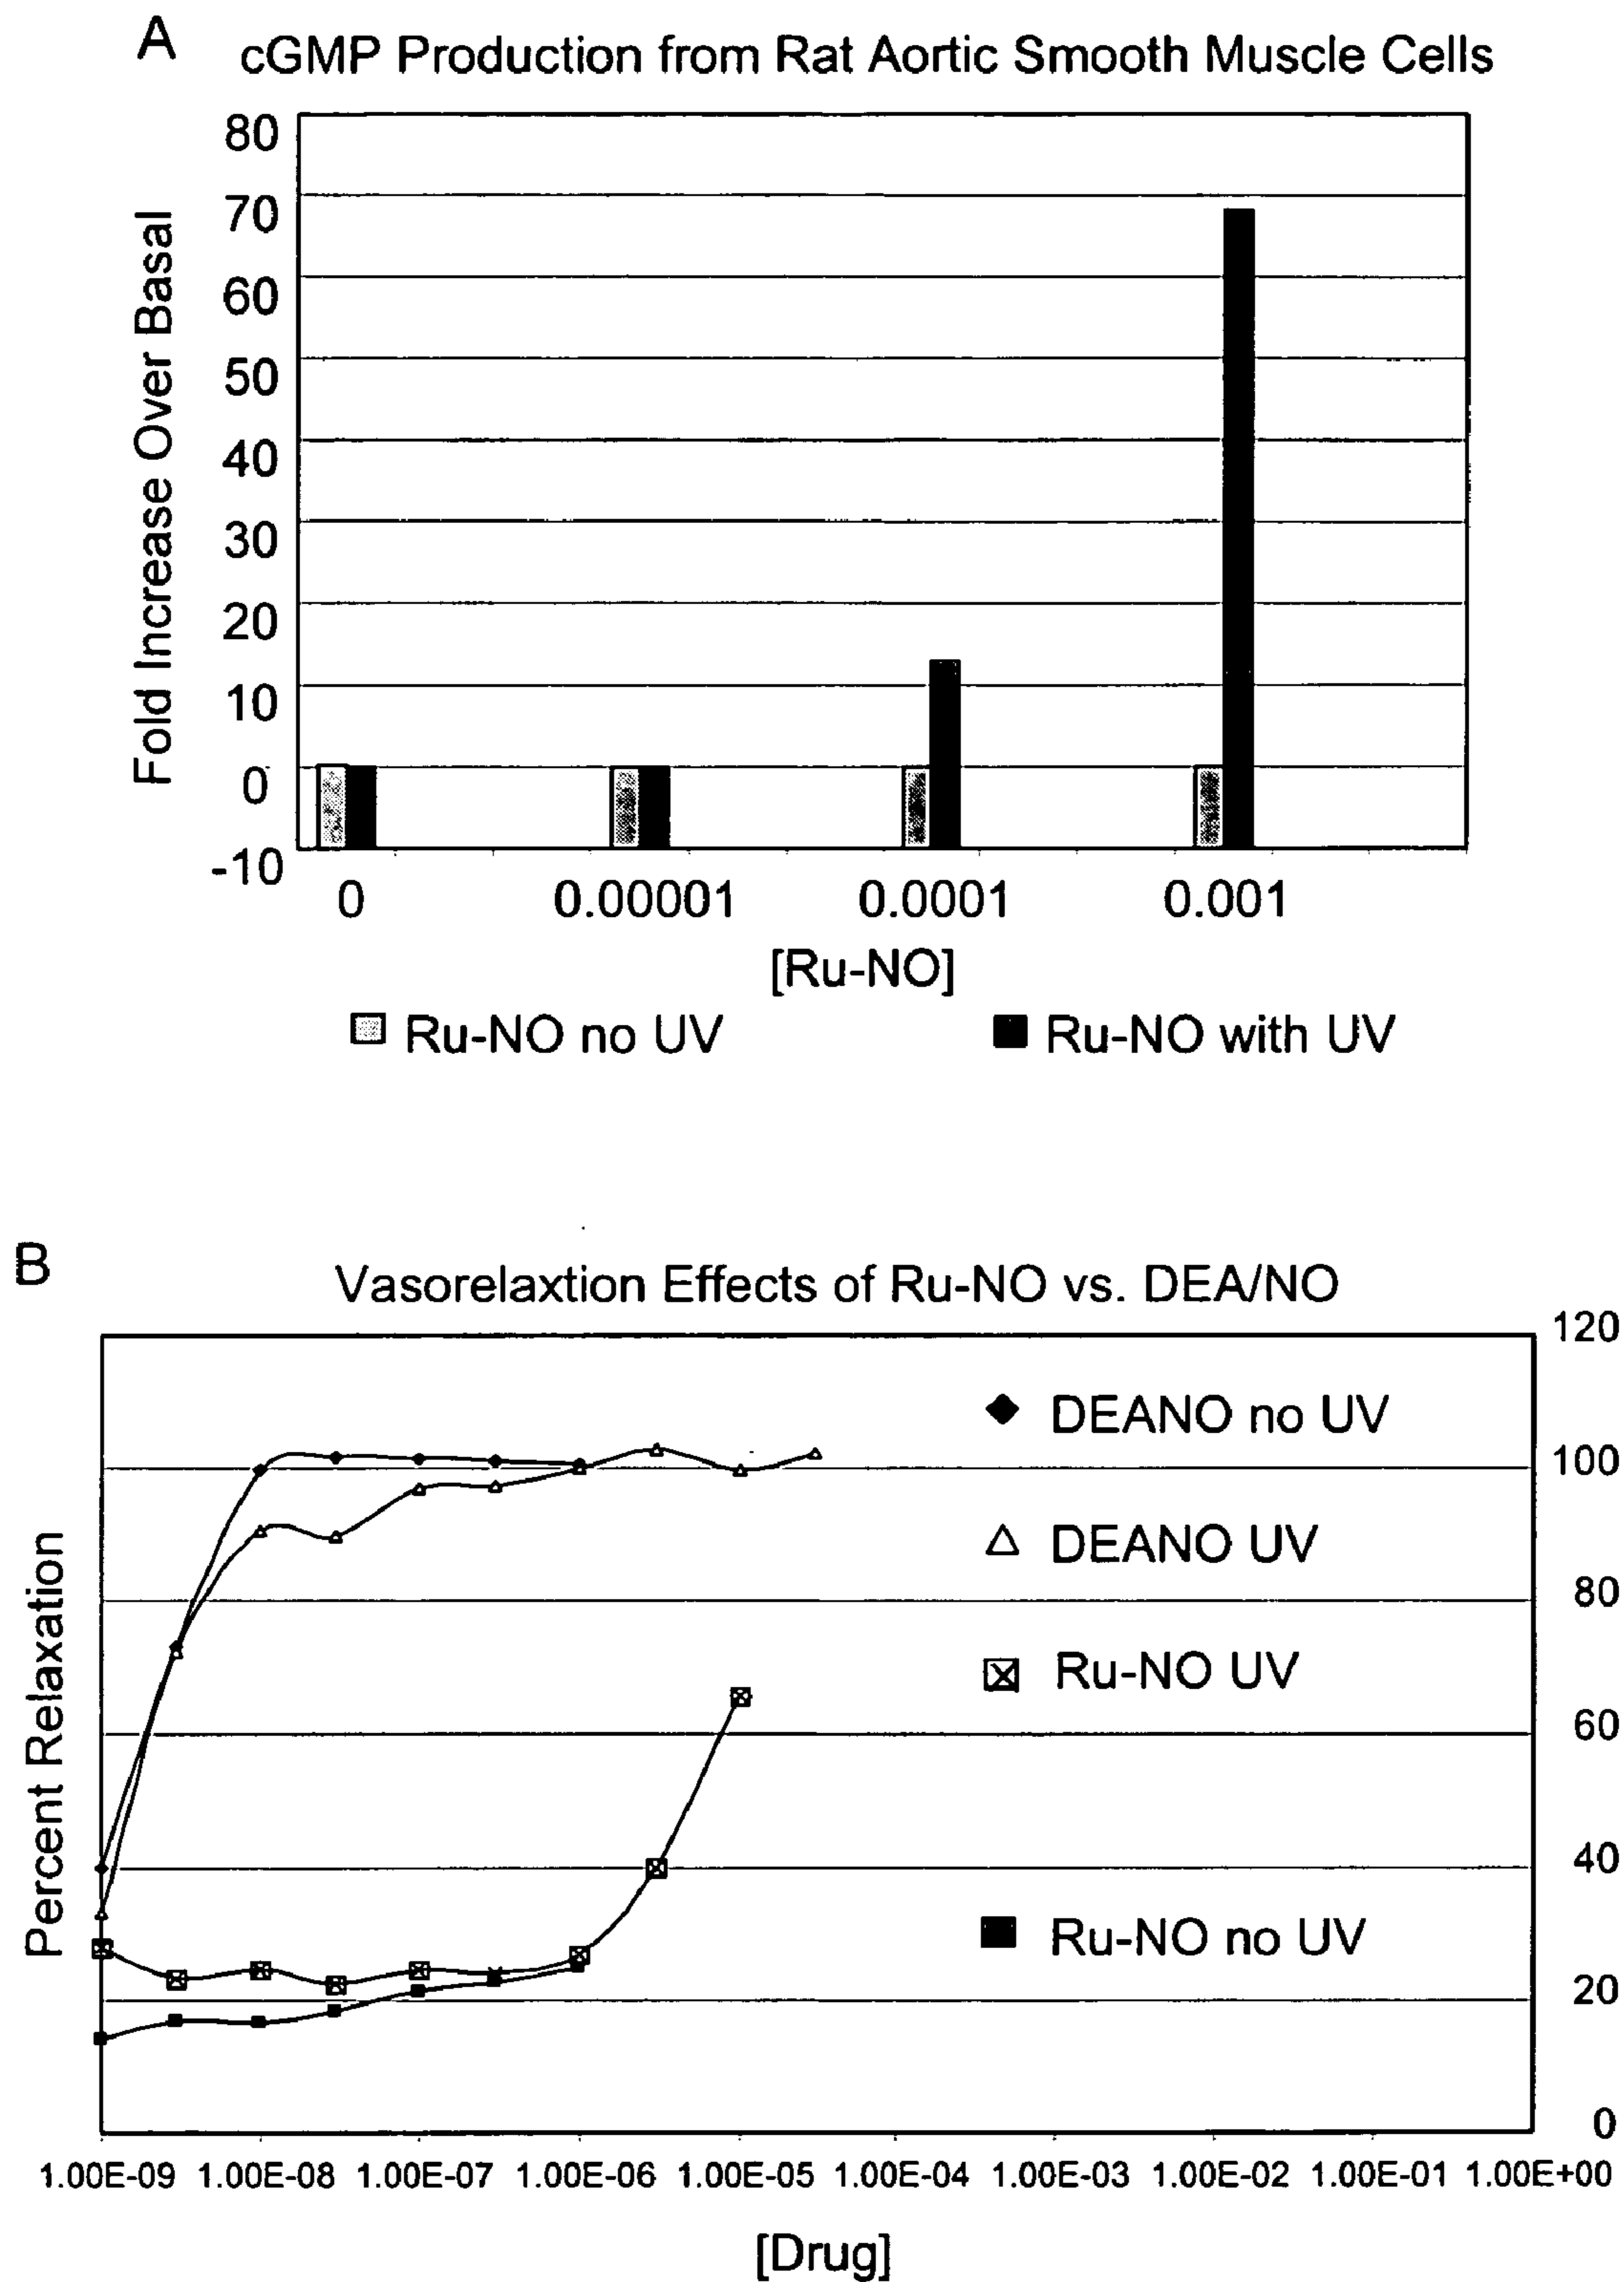 A
cGMP Production from Rat Aortic Smooth Muscle Cells
Fold Increase Over Basal
80
70
60
50
40
30
20
10
0
-10
0 0.00001 0.0001 0.001
[Ru-NO]
Ru-NO no UV Ru-NO with UV
B
Vasorelaxtion Effects of Ru-NO vs. DEA/NO
Percent Relaxation
120
100
80
60
40
20
0
DEANO no UV
DEANO UV
Ru-NO UV
Ru-NO no UV
1.00E-09 1.00E-08 1.00E-07 1.00E-06 1.00E-05 1.00E-04 1.00E-03 1.00E-02 1.00E-01 1.00E+00
[Drug]